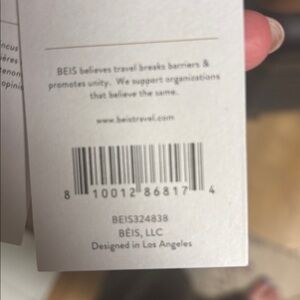 BEIS believes travel breaks barriers &
promotes unity. We support organizations
that believe the same.
www.beistravel.com
8 10012 86817 4
BEIS324838
BÉIS, LLC
Designed in Los Angeles